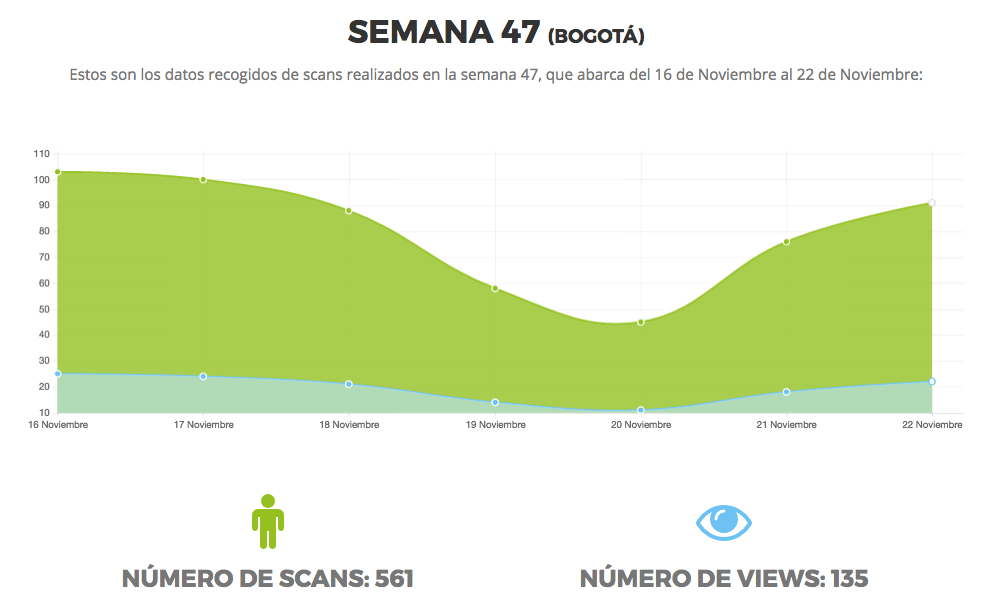 SEMANA 47 (BOGOTÁ)
Estos son los datos recogidos de scans realizados en la semana 47, que abarca del 16 de Noviembre al 22 de Noviembre:
110
100
90
80
70
60
50
40
30
20
10
16 Noviembre 17 Noviembre 18 Noviembre 19 Noviembre 20 Noviembre 21 Noviembre 22 Noviembre
NÚMERO DE SCANS: 561
NÚMERO DE VIEWS: 135